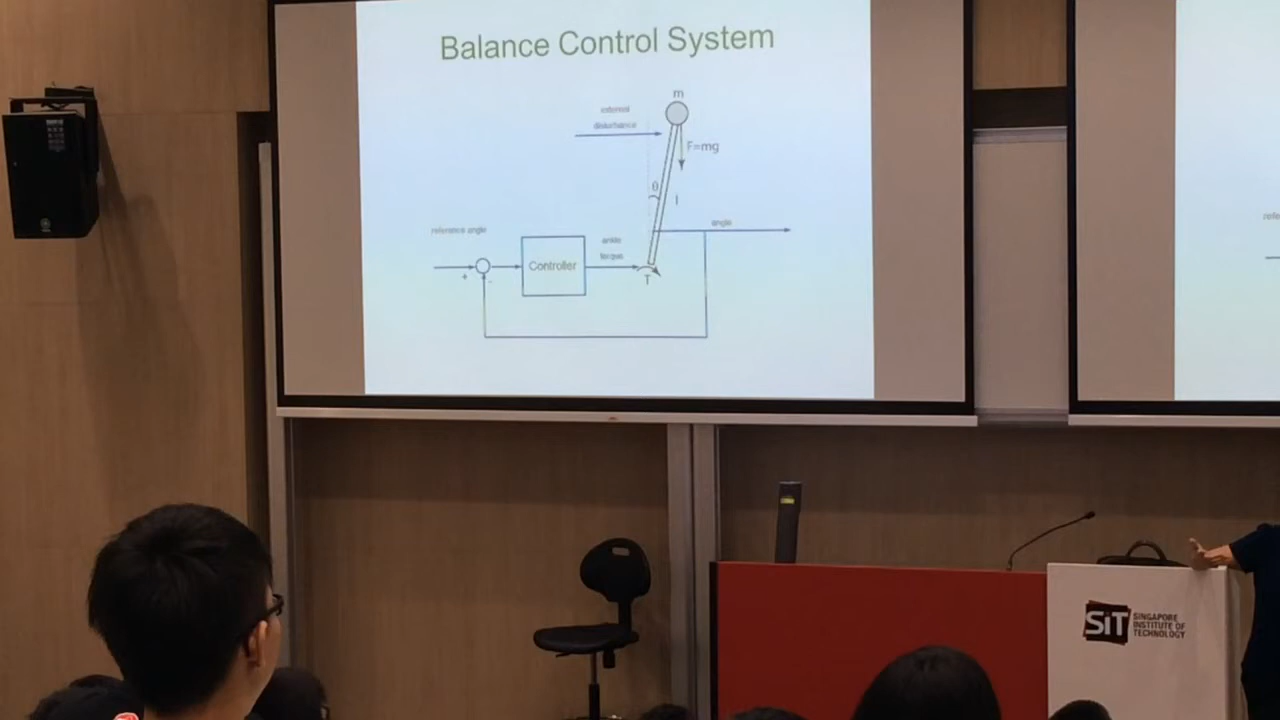 Balance Control System
m
external
disturbance
F=mg
θ
l
reference angle
angle
ankle
torque
Controller
+
-
T
SiT
SINGAPORE
INSTITUTE OF
TECHNOLOGY